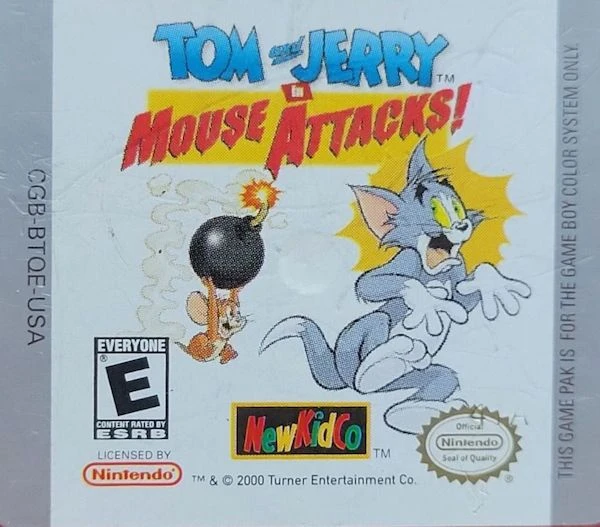 TOM and JERRY TM
in
MOUSE ATTACKS!
CGB-BTQE-USA
THIS GAME PAK IS FOR THE GAME BOY COLOR SYSTEM ONLY.
EVERYONE
E
®
CONTENT RATED BY
ESRB
NewKidCo TM
Official
Nintendo
Seal of Quality
®
LICENSED BY
Nintendo®
TM & © 2000 Turner Entertainment Co.